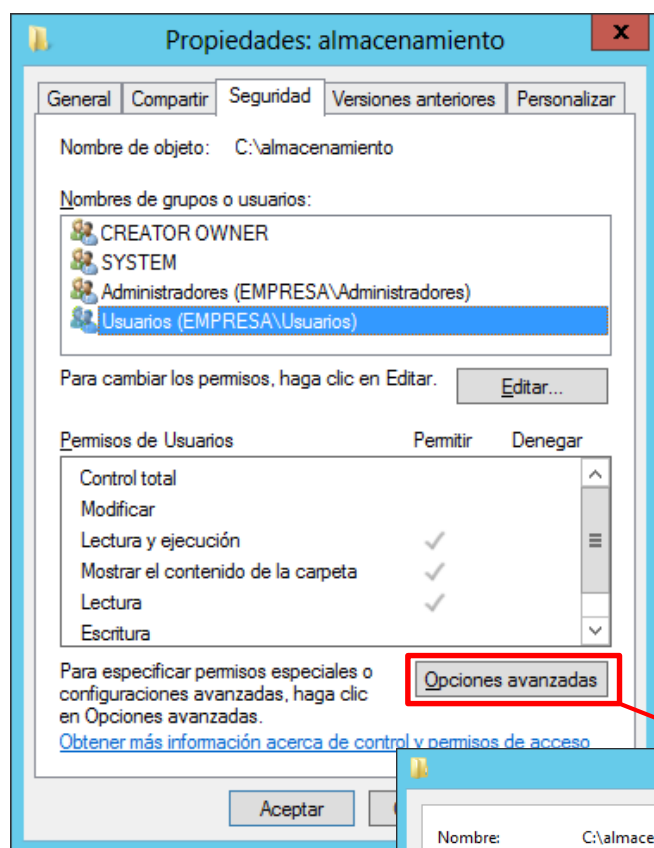 Propiedades: almacenamiento
x
General Compartir Seguridad Versiones anteriores Personalizar
Nombre de objeto: C:\almacenamiento
Nombres de grupos o usuarios:
CREATOR OWNER
SYSTEM
Administradores (EMPRESA\Administradores)
Usuarios (EMPRESA\Usuarios)
Para cambiar los permisos, haga clic en Editar. Editar...
Permisos de Usuarios Permitir Denegar
Control total
Modificar
Lectura y ejecución
Mostrar el contenido de la carpeta
Lectura
Escritura
Para especificar permisos especiales o
configuraciones avanzadas, haga clic
en Opciones avanzadas.
Opciones avanzadas
Obtener más información acerca de control y permisos de acceso
Aceptar
Nombre: C:\almace